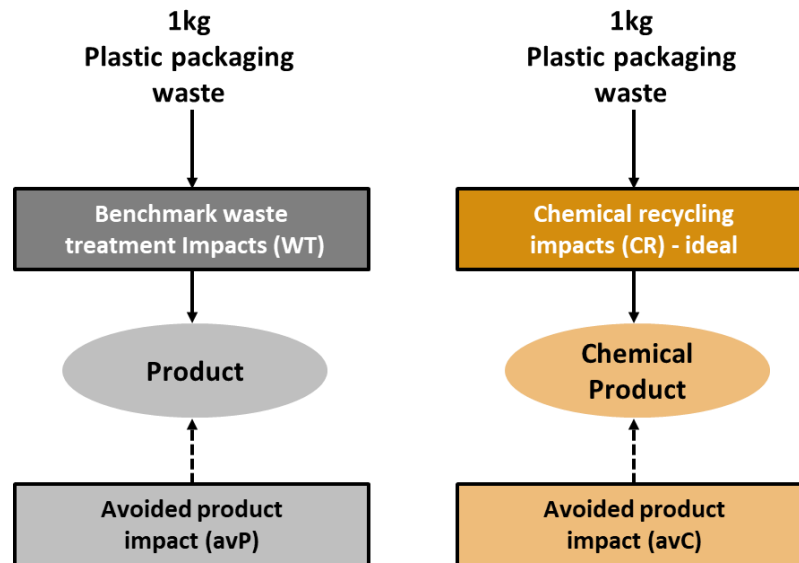 1kg
Plastic packaging
waste
Benchmark waste
treatment Impacts (WT)
Product
Avoided product
impact (avP)
1kg
Plastic packaging
waste
Chemical recycling
impacts (CR) - ideal
Chemical
Product
Avoided product
impact (avC)